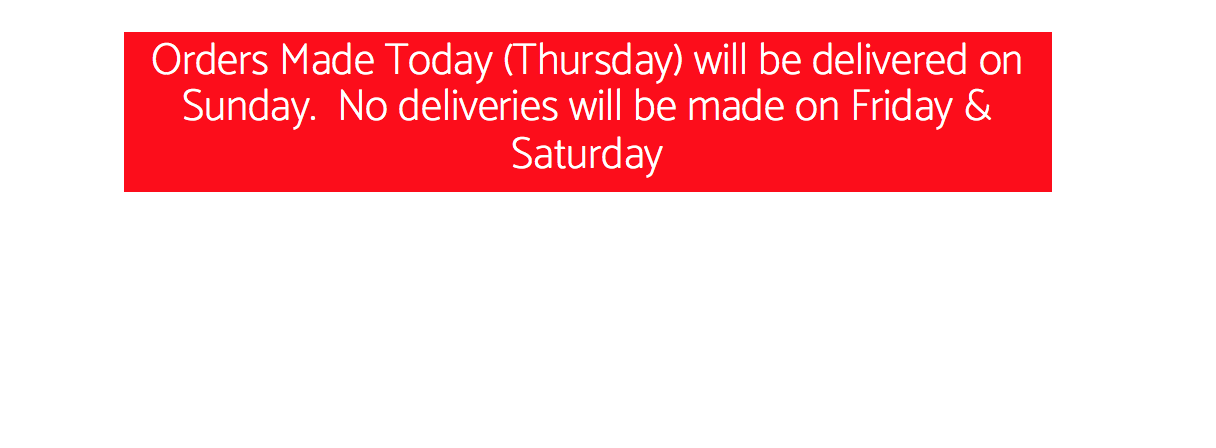 Orders Made Today (Thursday) will be delivered on
Sunday.  No deliveries will be made on Friday &
Saturday